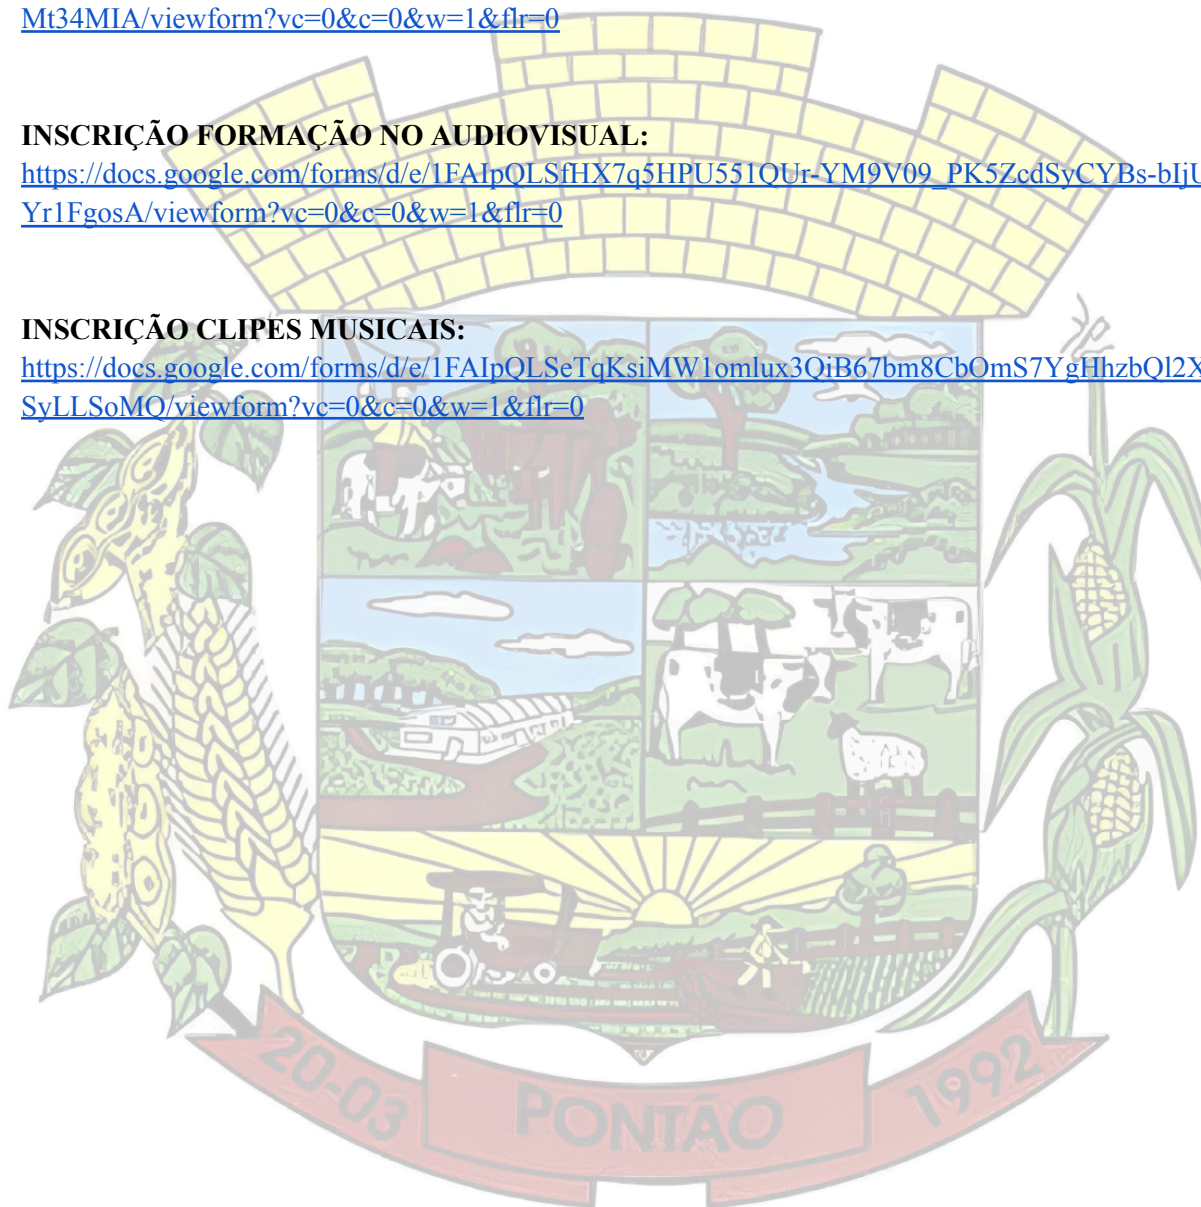 Mt34MIA/viewform?vc=0&c=0&w=1&flr=0
INSCRIÇÃO FORMAÇÃO NO AUDIOVISUAL:
https://docs.google.com/forms/d/e/1FAIpQLSfHX7q5HPU551QUr-YM9V09_PK5ZcdSyCYBs-bIjU
Yr1FgosA/viewform?vc=0&c=0&w=1&flr=0
INSCRIÇÃO CLIPES MUSICAIS:
https://docs.google.com/forms/d/e/1FAIpQLSeTqKsiMW1omlux3QiB67bm8CbOmS7YgHhzbQl2X
SyLLSoMQ/viewform?vc=0&c=0&w=1&flr=0
20-03 PONTÃO 1992